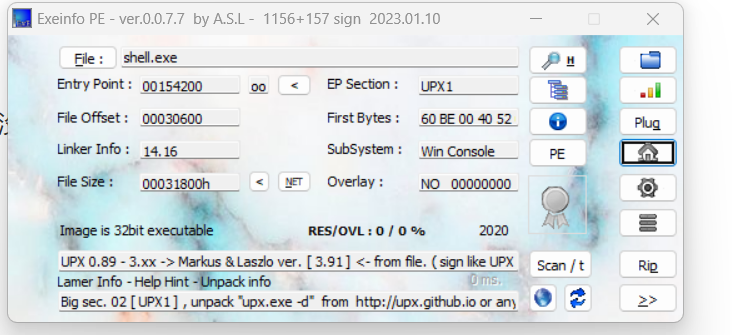 Exeinfo PE - ver.0.0.7.7 by A.S.L - 1156+157 sign 2023.01.10
File : shell.exe H
Entry Point : 00154200 oo < EP Section : UPX1
File Offset : 00030600 First Bytes : 60 BE 00 40 52 Plug
Linker Info : 14.16 SubSystem : Win Console PE
File Size : 00031800h < NET Overlay : NO 00000000
Image is 32bit executable RES/OVL : 0 / 0 % 2020
UPX 0.89 - 3.xx -> Markus & Laszlo ver. [ 3.91 ] <- from file. ( sign like UPX Scan / t Rip
Lamer Info - Help Hint - Unpack info 0 ms.
Big sec. 02 [ UPX1 ] , unpack "upx.exe -d" from http://upx.github.io or any >>